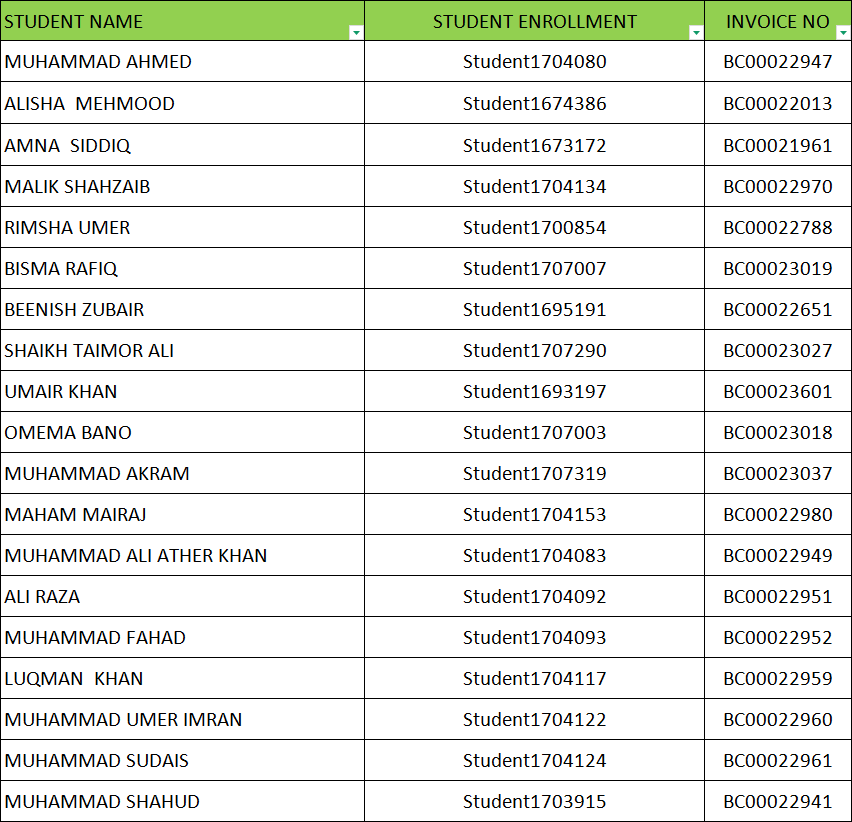 STUDENT NAME STUDENT ENROLLMENT INVOICE NO
MUHAMMAD AHMED Student1704080 BC00022947
ALISHA  MEHMOOD Student1674386 BC00022013
AMNA  SIDDIQ Student1673172 BC00021961
MALIK SHAHZAIB Student1704134 BC00022970
RIMSHA UMER Student1700854 BC00022788
BISMA RAFIQ Student1707007 BC00023019
BEENISH ZUBAIR Student1695191 BC00022651
SHAIKH TAIMOR ALI Student1707290 BC00023027
UMAIR KHAN Student1693197 BC00023601
OMEMA BANO Student1707003 BC00023018
MUHAMMAD AKRAM Student1707319 BC00023037
MAHAM MAIRAJ Student1704153 BC00022980
MUHAMMAD ALI ATHER KHAN Student1704083 BC00022949
ALI RAZA Student1704092 BC00022951
MUHAMMAD FAHAD Student1704093 BC00022952
LUQMAN  KHAN Student1704117 BC00022959
MUHAMMAD UMER IMRAN Student1704122 BC00022960
MUHAMMAD SUDAIS Student1704124 BC00022961
MUHAMMAD SHAHUD Student1703915 BC00022941